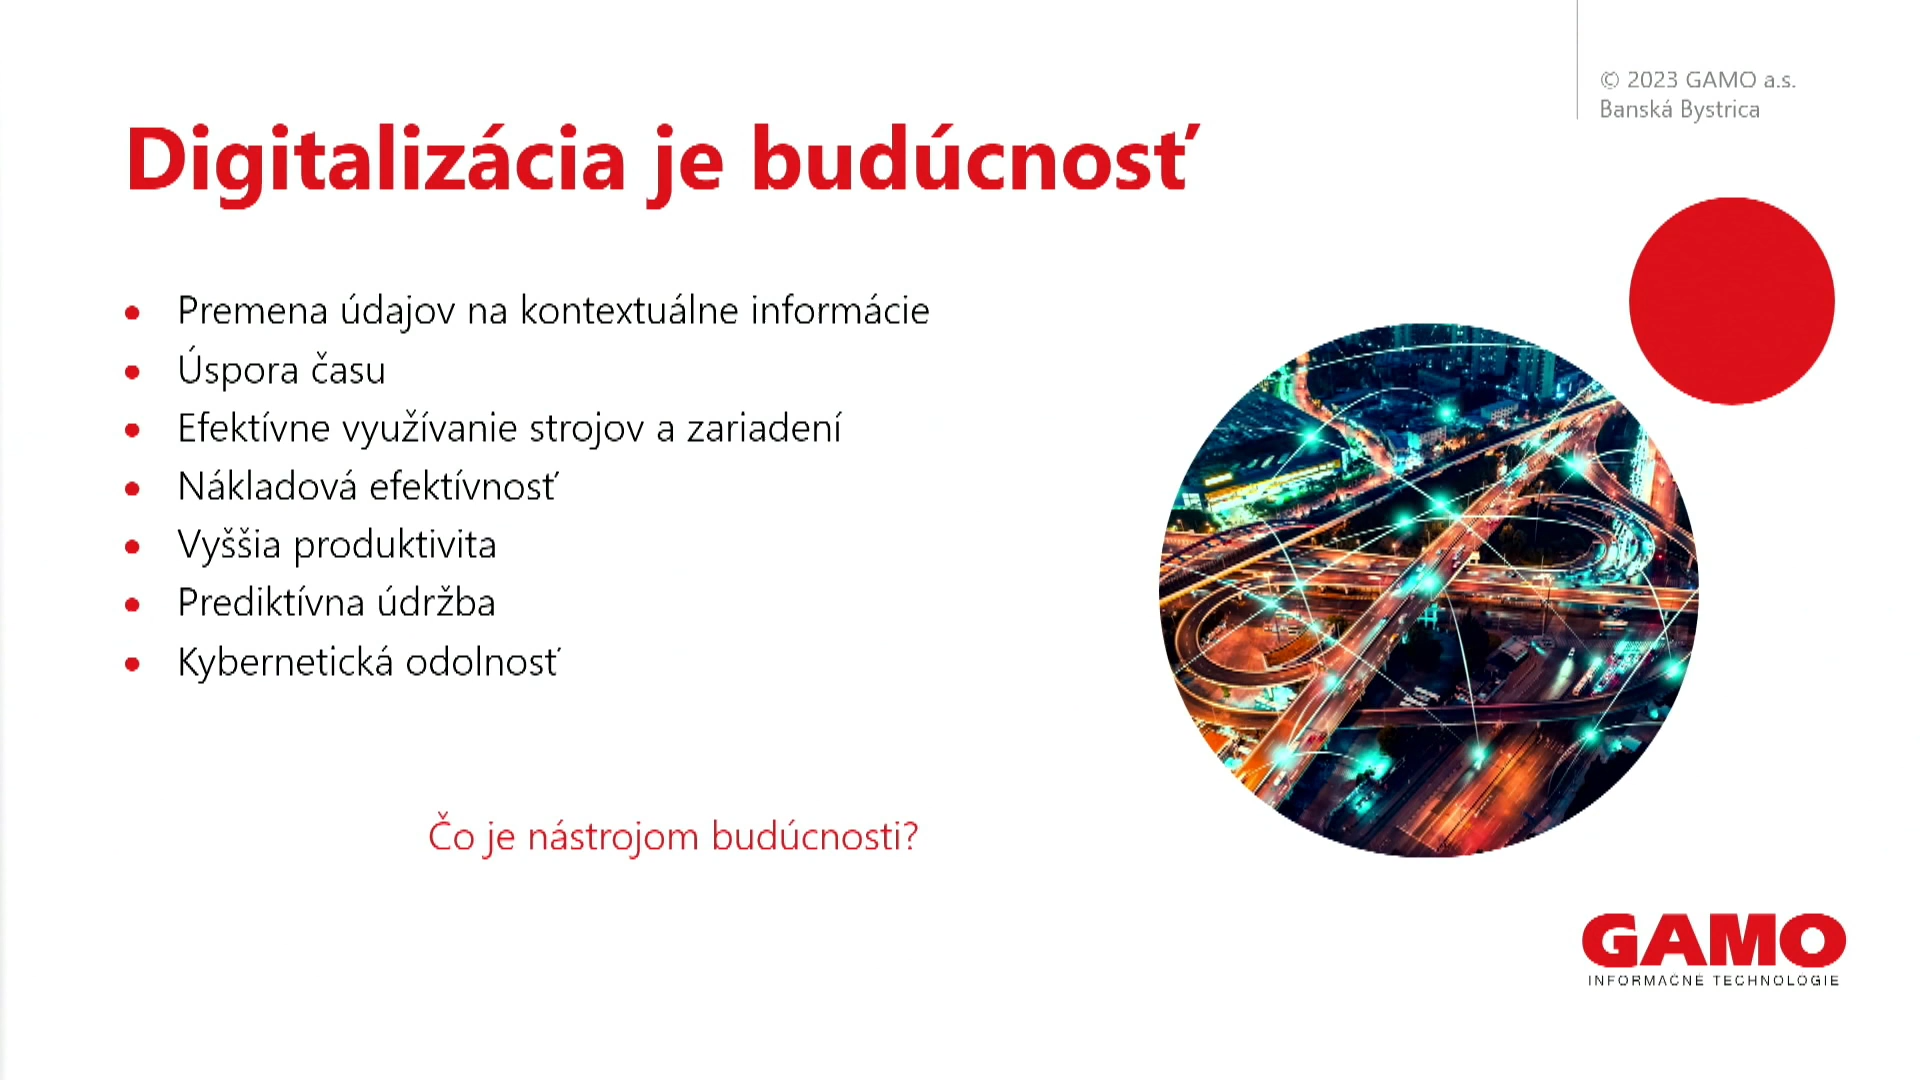 © 2023 GAMO a.s.
Banská Bystrica
Digitalizácia je budúcnosť
• Premena údajov na kontextuálne informácie
• Úspora času
• Efektívne využívanie strojov a zariadení
• Nákladová efektívnosť
• Vyššia produktivita
• Prediktívna údržba
• Kybernetická odolnosť
Čo je nástrojom budúcnosti?
GAMO
INFORMAČNÉ TECHNOLÓGIE